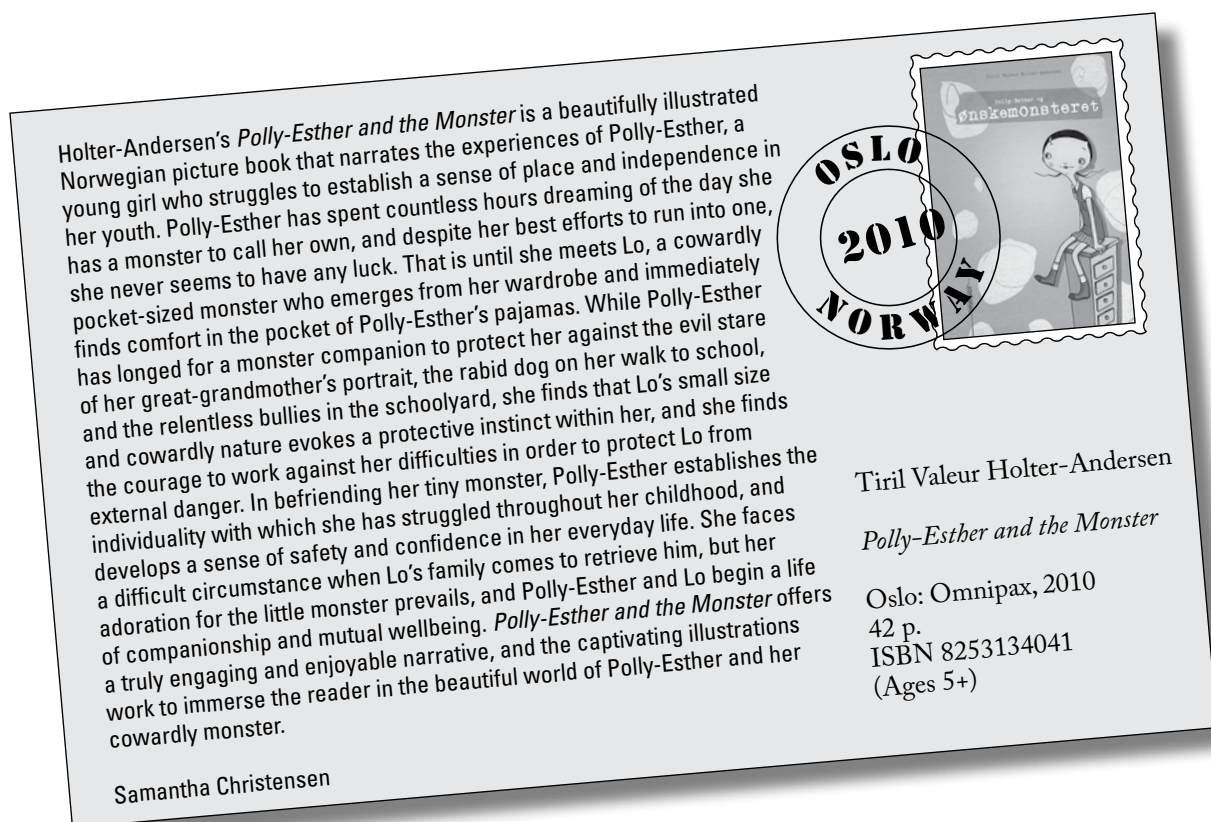 Holter-Andersen's Polly-Esther and the Monster is a beautifully illustrated
Norwegian picture book that narrates the experiences of Polly-Esther, a
young girl who struggles to establish a sense of place and independence in
her youth. Polly-Esther has spent countless hours dreaming of the day she
has a monster to call her own, and despite her best efforts to run into one,
she never seems to have any luck. That is until she meets Lo, a cowardly
pocket-sized monster who emerges from her wardrobe and immediately
finds comfort in the pocket of Polly-Esther's pajamas. While Polly-Esther
has longed for a monster companion to protect her against the evil stare
of her great-grandmother's portrait, the rabid dog on her walk to school,
and the relentless bullies in the schoolyard, she finds that Lo's small size
and cowardly nature evokes a protective instinct within her, and she finds
the courage to work against her difficulties in order to protect Lo from
external danger. In befriending her tiny monster, Polly-Esther establishes the
individuality with which she has struggled throughout her childhood, and
develops a sense of safety and confidence in her everyday life. She faces
a difficult circumstance when Lo's family comes to retrieve him, but her
adoration for the little monster prevails, and Polly-Esther and Lo begin a life
of companionship and mutual wellbeing. Polly-Esther and the Monster offers
a truly engaging and enjoyable narrative, and the captivating illustrations
work to immerse the reader in the beautiful world of Polly-Esther and her
cowardly monster.
Samantha Christensen
OSLO
2010
NORWAY
Tiril Valeur Holter-Andersen
Polly-Esther og
Ønskemonsteret
Tiril Valeur Holter-Andersen
Polly-Esther and the Monster
Oslo: Omnipax, 2010
42 p.
ISBN 8253134041
(Ages 5+)